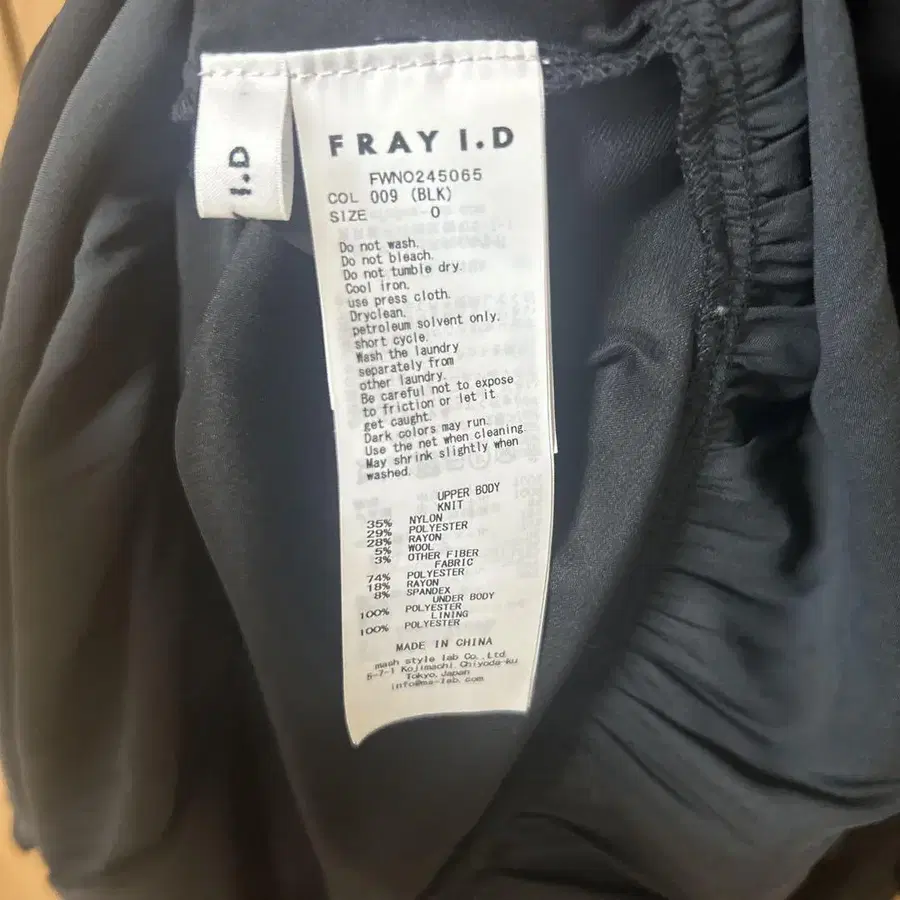 I.D
FRAY I.D
FWNO245065
COL 009 (BLK)
SIZE 0
Do not wash.
Do not bleach.
Do not tumble dry.
Cool iron.
use press cloth.
Dryclean.
petroleum solvent only.
short cycle.
Wash the laundry
separately from
other laundry.
Be careful not to expose
to friction or let it
get caught.
Dark colors may run.
Use the net when cleaning
May shrink slightly when
washed.
UPPER BODY
KNIT
35% NYLON
29% POLYESTER
28% RAYON
5% WOOL
3% OTHER FIBER
FABRIC
74% POLYESTER
18% RAYON
8% SPANDEX
UNDER BODY
100% POLYESTER
LINING
100% POLYESTER
MADE IN CHINA
mash style lab Co.,Ltd
5-7-1 Kojimachi Chiyoda-ku
Tokyo, Japan
info@ms-lab.com